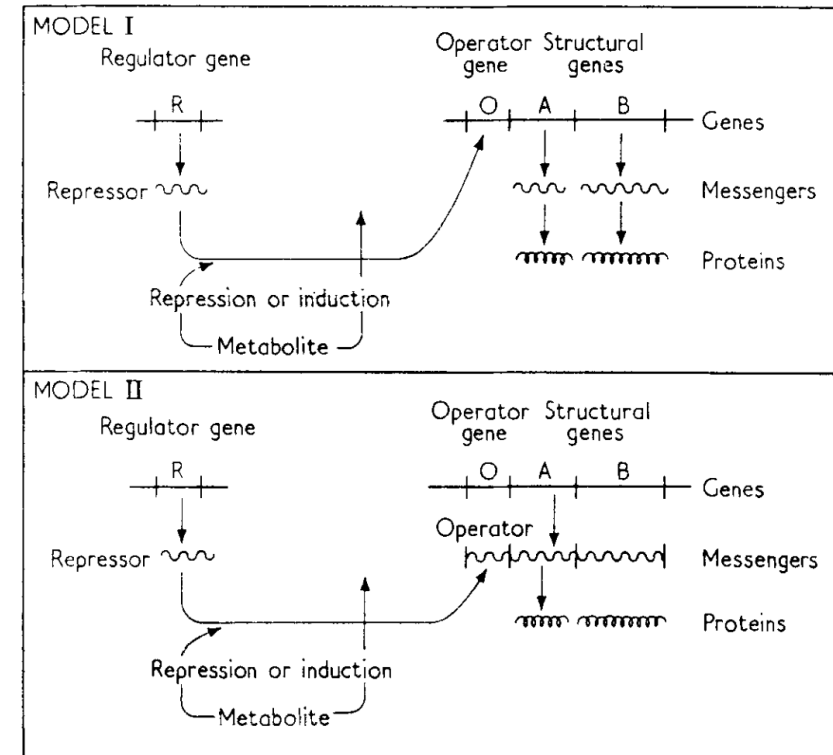 MODEL I
Regulator gene
Operator gene
Structural genes
R
O A B
Genes
Repressor
Messengers
Proteins
Repression or induction
Metabolite
MODEL II
Regulator gene
Operator gene
Structural genes
R
O A B
Genes
Operator
Repressor
Messengers
Proteins
Repression or induction
Metabolite